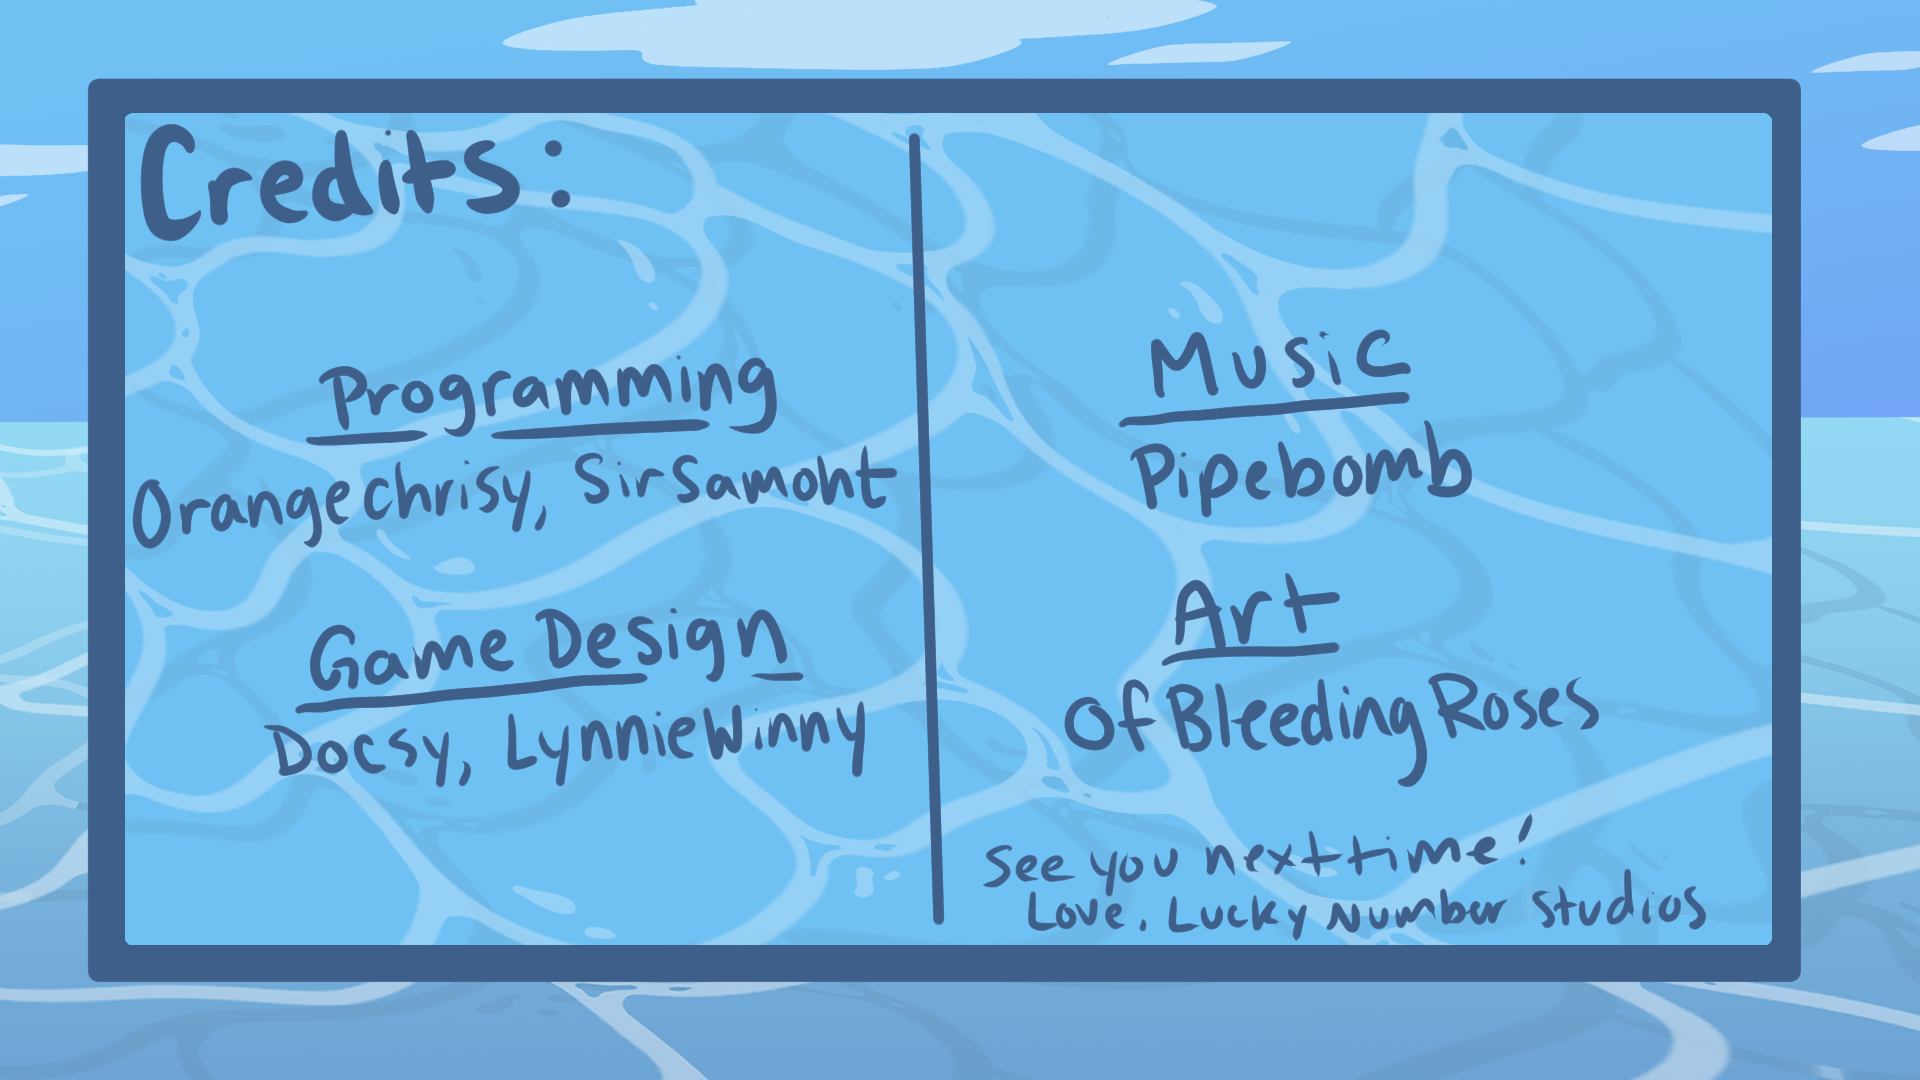 Credits:
Programming
Orangechrisy, SirSamoht
Game Design
Docsy, LynnieWinny
Music
Pipebomb
Art
OfBleedingRoses
See you next time!
Love, Lucky Number Studios